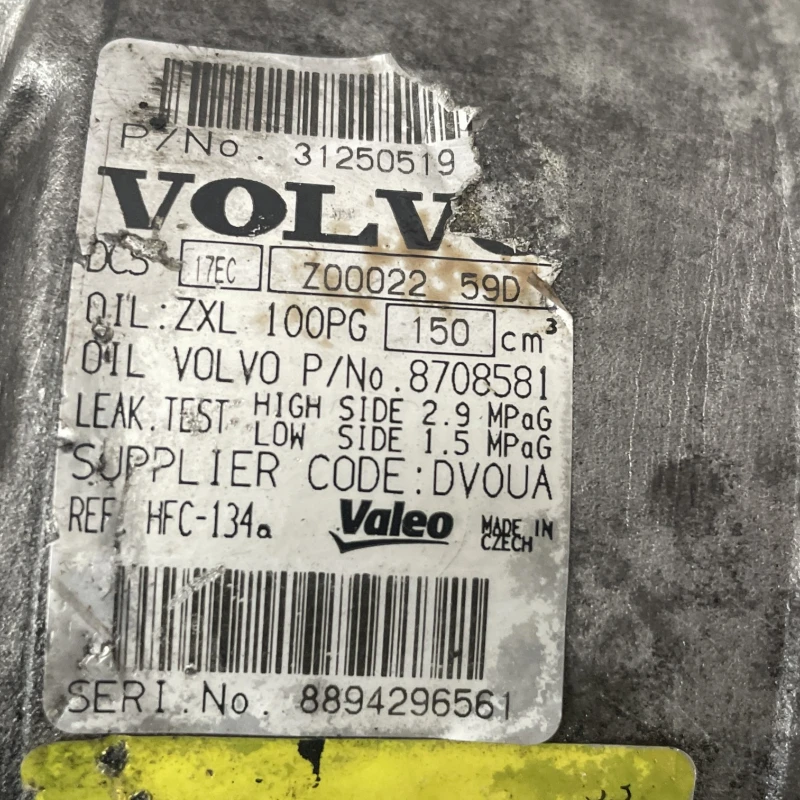 P/No. 31250519
VOLV
DCS 17EC Z00022 59D
OIL:ZXL 100PG 150 cm³
OIL VOLVO P/No.8708581
LEAK.TEST HIGH SIDE 2.9 MPaG
LOW SIDE 1.5 MPaG
SUPPLIER CODE:DVOUA
REF. HFC-134a Valeo MADE IN
CZECH
SERI.No. 8894296561